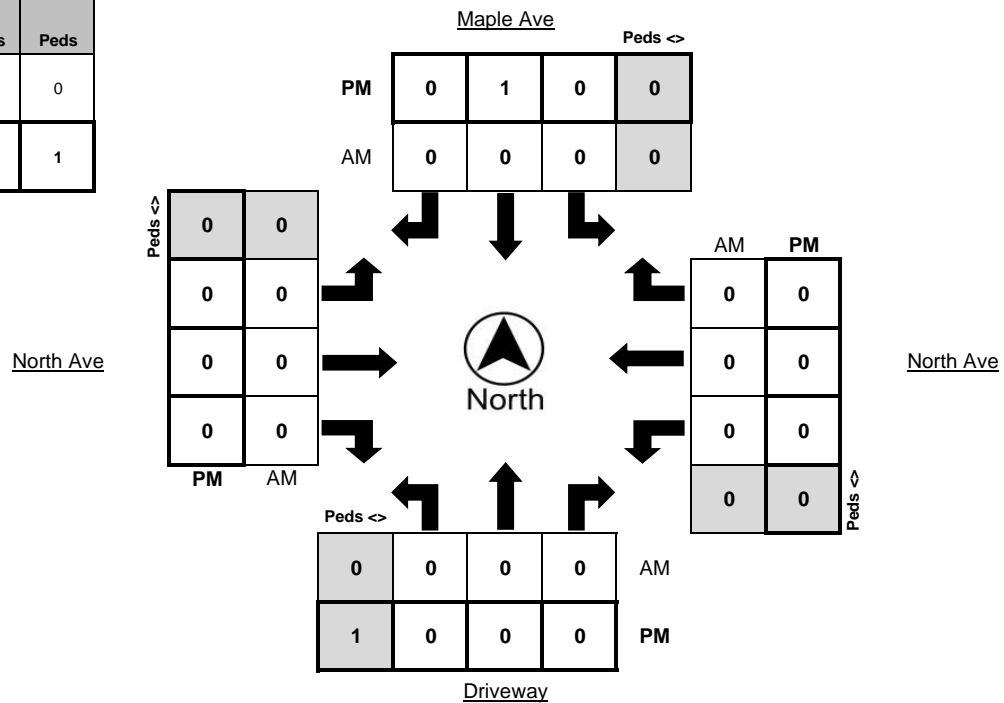 Maple Ave
Peds <>
Peds
0
1
PM 0 1 0 0
AM 0 0 0 0
Peds <>
0 0
0 0
0 0
0 0
PM AM
North Ave
AM PM
0 0
0 0
0 0
0 0
Peds <>
North Ave
North
Peds <>
0 0 0 0 AM
1 0 0 0 PM
Driveway